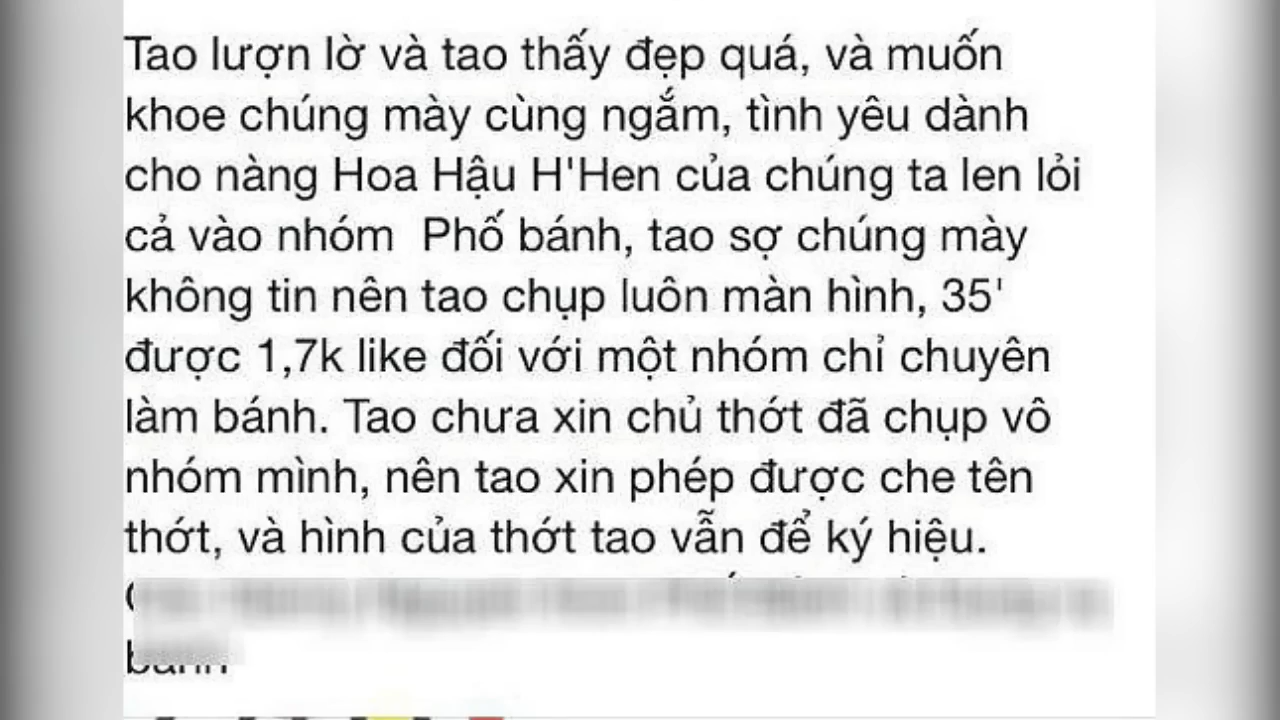 Tao lượn lờ và tao thấy đẹp quá, và muốn
khoe chúng mày cùng ngắm, tình yêu dành
cho nàng Hoa Hậu H'Hen của chúng ta len lỏi
cả vào nhóm Phố bánh, tao sợ chúng mày
không tin nên tao chụp luôn màn hình, 35'
được 1,7k like đối với một nhóm chỉ chuyên
làm bánh. Tao chưa xin chủ thớt đã chụp vô
nhóm mình, nên tao xin phép được che tên
thớt, và hình của thớt tao vẫn để ký hiệu.
bánh